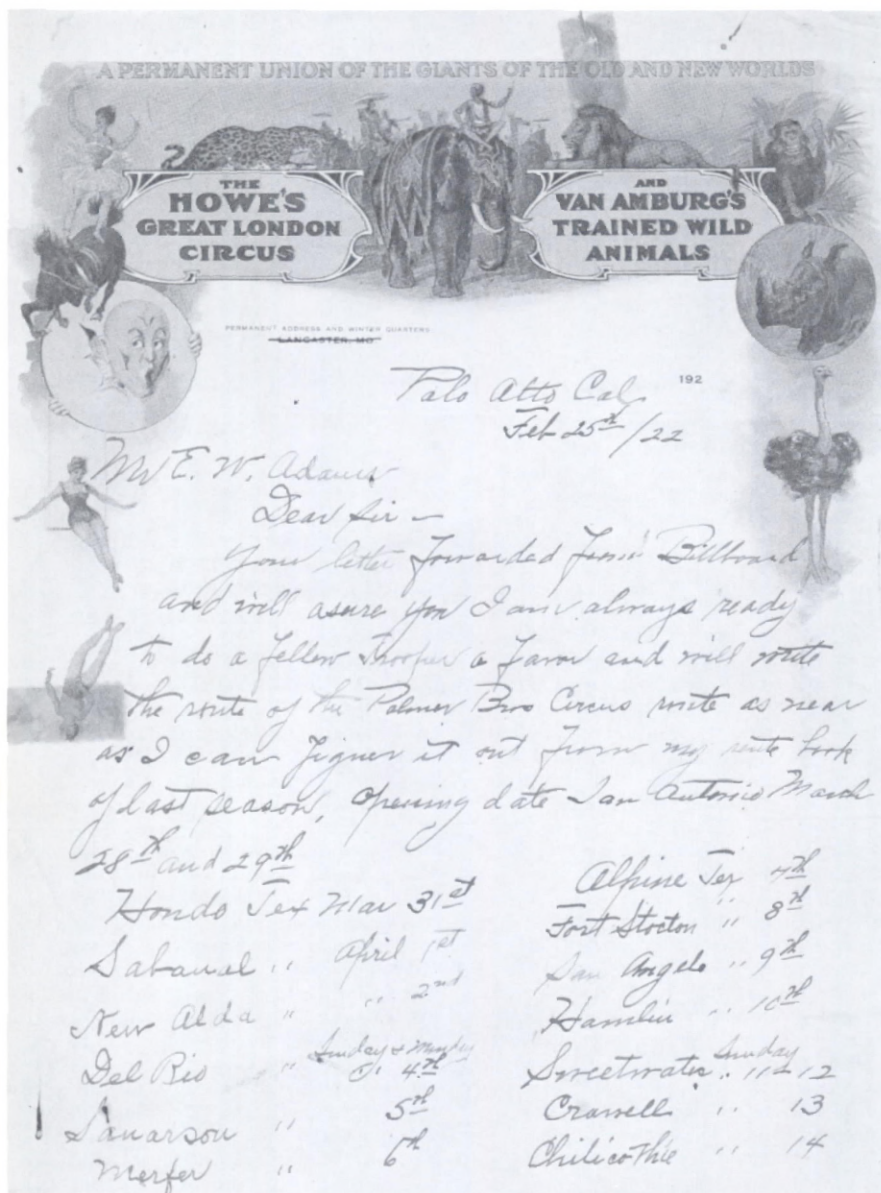 A PERMANENT UNION OF THE GIANTS OF THE OLD AND NEW WORLDS
THE
HOWE'S
GREAT LONDON
CIRCUS
AND
VAN AMBURG'S
TRAINED WILD
ANIMALS
PERMANENT ADDRESS AND WINTER QUARTERS
LANCASTER, MO.
192
Palo Alto Cal,
Feb 25th/22
Mr E. W. Adams
Dear Sir -
Your letter forwarded from Billboard
and will asure you I am always ready
to do a fellow Trooper a favor and will write
the route of the Palmer Bros Circus route as near
as I can figuer it out from my route book
of last season, opening date San Antonio March
28th and 29th
Hondo Tex Mar 31st
Sabanal " April 1st
New Alda " " 2nd
Del Rio " Sunday & Monday " 4th
Sanarson " 5th
Merfer " 6th
Alpine Tex 7th
Fort Stocton " 8th
San Angelo " 9th
Hamlin " 10th
Sweetwater " Sunday 11-12
Crowell " 13
Chilicothie " 14